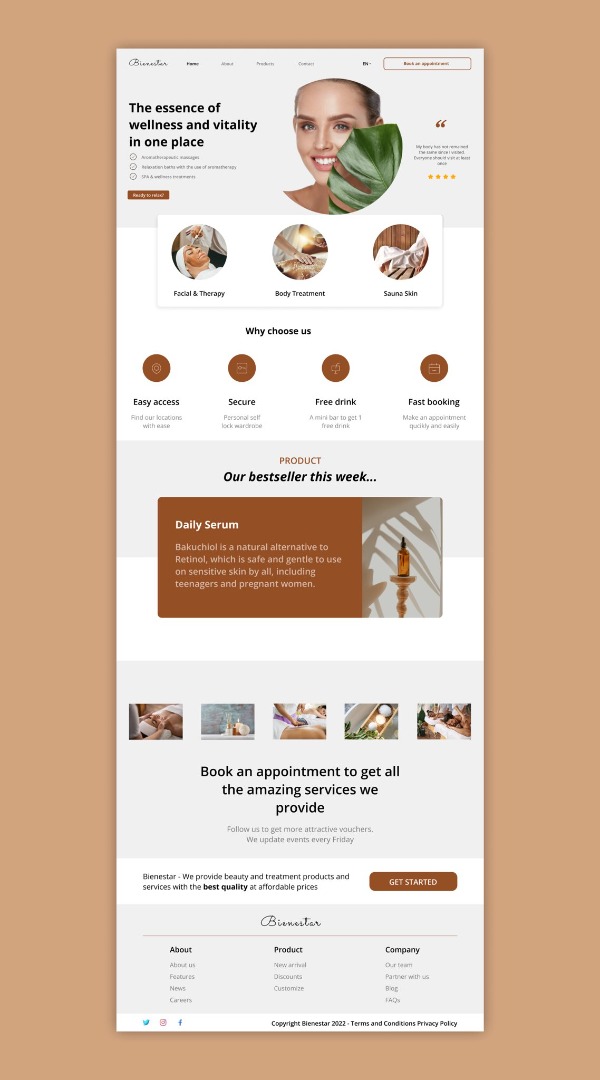 Bienestar Home About Products Contact EN Book an appointment
The essence of
wellness and vitality
in one place
Aromatherapeutic massages
Relaxation baths with the use of aromatherapy
SPA & wellness treatments
Ready to relax?
“
My body has not remained
the same since I visited.
Everyone should visit at least
once
Facial & Therapy Body Treatment Sauna Skin
Why choose us
Easy access Secure Free drink Fast booking
Find our locations Personal self A mini bar to get 1 Make an appointment
with ease lock wardrobe free drink quickly and easily
PRODUCT
Our bestseller this week...
Daily Serum
Bakuchiol is a natural alternative to
Retinol, which is safe and gentle to use
on sensitive skin by all, including
teenagers and pregnant women.
Book an appointment to get all
the amazing services we
provide
Follow us to get more attractive vouchers.
We update events every Friday
Bienestar - We provide beauty and treatment products and
services with the best quality at affordable prices
GET STARTED
Bienestar
About Product Company
About us New arrival Our team
Features Discounts Partner with us
News Customize Blog
Careers FAQs
Copyright Bienestar 2022 - Terms and Conditions Privacy Policy